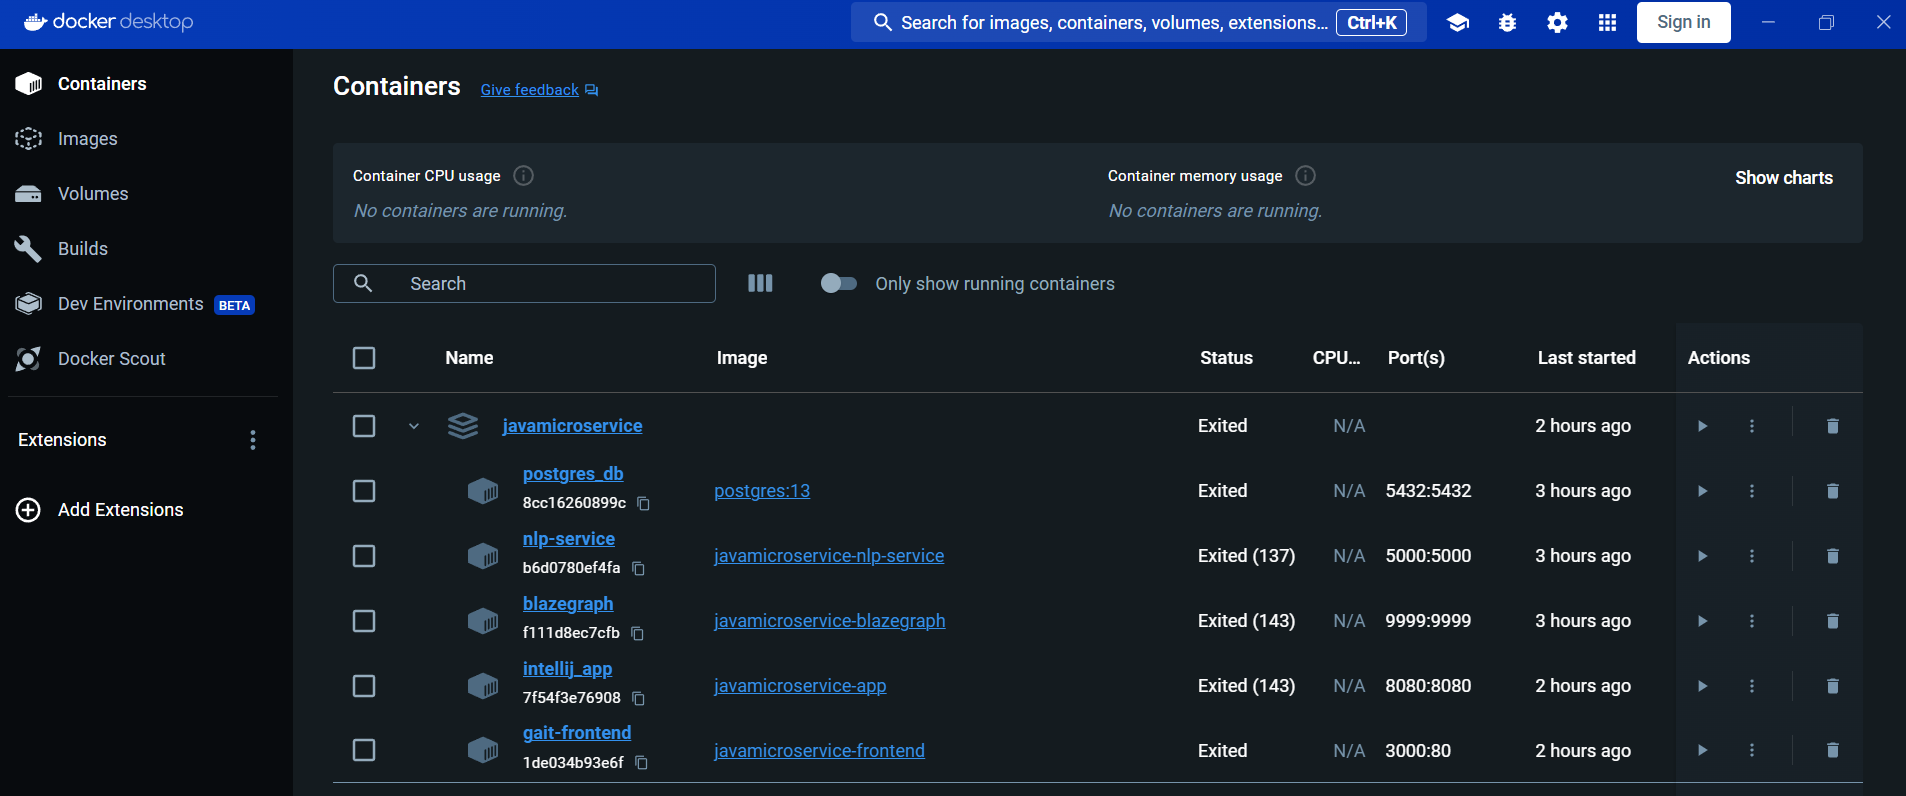 docker desktop
Search for images, containers, volumes, extensions... Ctrl+K
Sign in
Containers
Images
Volumes
Builds
Dev Environments BETA
Docker Scout
Extensions
Add Extensions
Containers Give feedback
Container CPU usage
No containers are running.
Container memory usage
No containers are running.
Show charts
Search
Only show running containers
Name Image Status CPU... Port(s) Last started Actions
javamicroservice Exited N/A 2 hours ago
postgres_db
8cc16260899c
postgres:13 Exited N/A 5432:5432 3 hours ago
nlp-service
b6d0780ef4fa
javamicroservice-nlp-service Exited (137) N/A 5000:5000 3 hours ago
blazegraph
f111d8ec7cfb
javamicroservice-blazegraph Exited (143) N/A 9999:9999 3 hours ago
intellij_app
7f54f3e76908
javamicroservice-app Exited (143) N/A 8080:8080 2 hours ago
gait-frontend
1de034b93e6f
javamicroservice-frontend Exited N/A 3000:80 2 hours ago